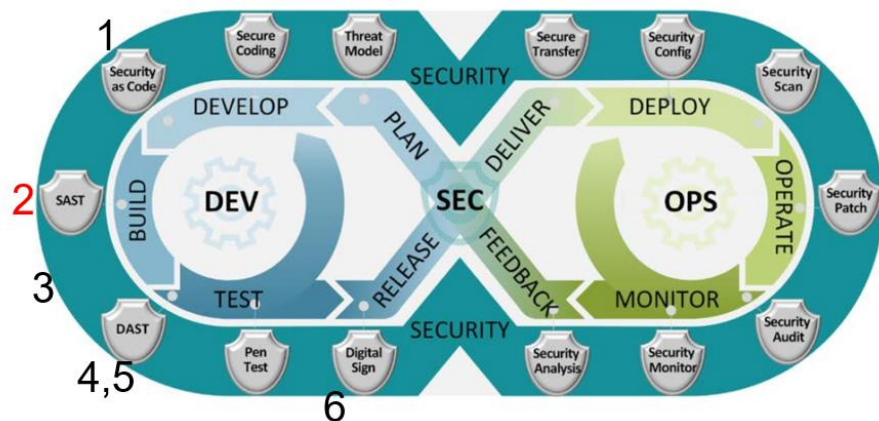 1
Security
as Code
Secure
Coding
Threat
Model
Secure
Transfer
Security
Config
Security
Scan
SECURITY
DEVELOP
PLAN
DELIVER
DEPLOY
2
SAST
BUILD
DEV
SEC
OPS
OPERATE
Security
Patch
3
DAST
TEST
RELEASE
FEEDBACK
MONITOR
Security
Audit
SECURITY
4,5
Pen
Test
Digital
Sign
Security
Analysis
Security
Monitor
6